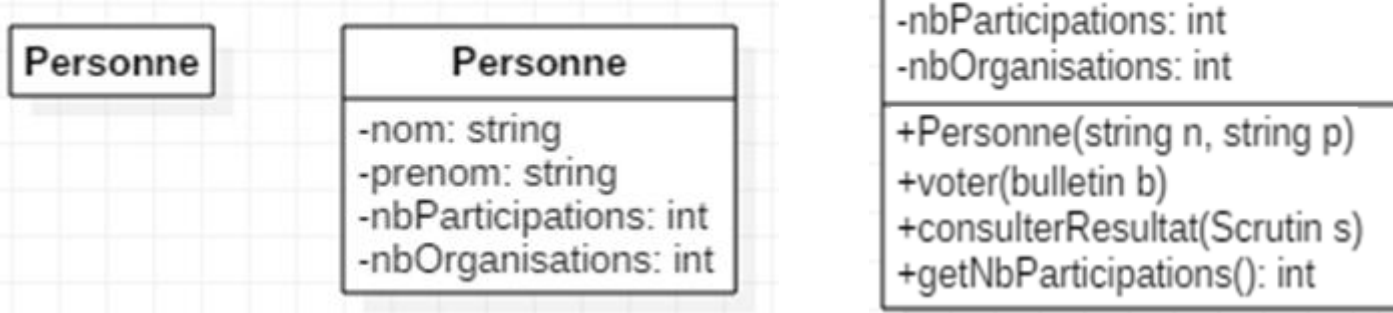 Personne
Personne
-nom: string
-prenom: string
-nbParticipations: int
-nbOrganisations: int
-nbParticipations: int
-nbOrganisations: int
+Personne(string n, string p)
+voter(bulletin b)
+consulterResultat(Scrutin s)
+getNbParticipations(): int